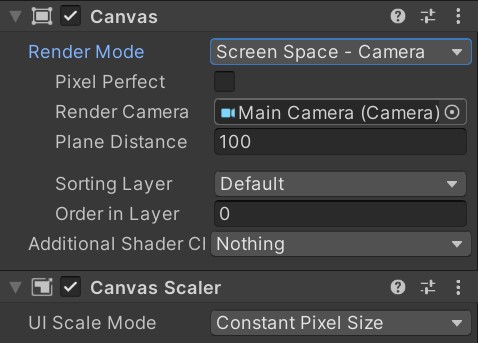 Canvas
Render Mode Screen Space - Camera
Pixel Perfect
Render Camera Main Camera (Camera)
Plane Distance 100
Sorting Layer Default
Order in Layer 0
Additional Shader Cl Nothing
Canvas Scaler
UI Scale Mode Constant Pixel Size